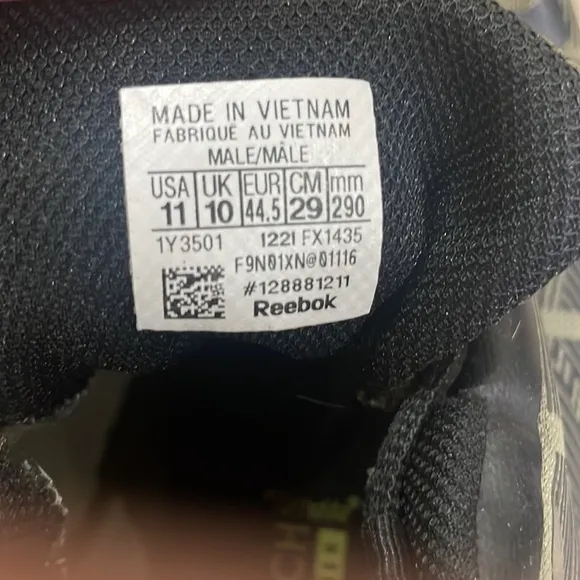 MADE IN VIETNAM
FABRIQUÉ AU VIETNAM
MALE/MÂLE
USA UK EUR CM mm
11 10 44.5 29 290
1Y3501 1221 FX1435
F9N01XN@01116
#128881211
Reebok